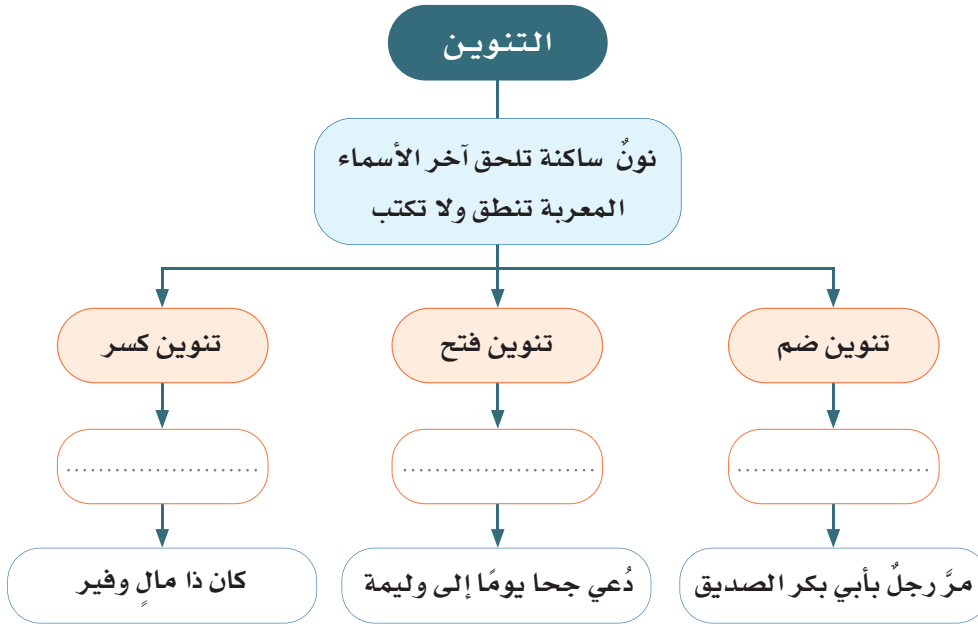 التنوين
نونٌ ساكنة تلحق آخر الأسماء
المعربة تنطق ولا تكتب
تنوين ضم
تنوين فتح
تنوين كسر
........................
........................
........................
مرَّ رجلٌ بأبي بكر الصديق
دُعي جحا يومًا إلى وليمة
كان ذا مالٍ وفير